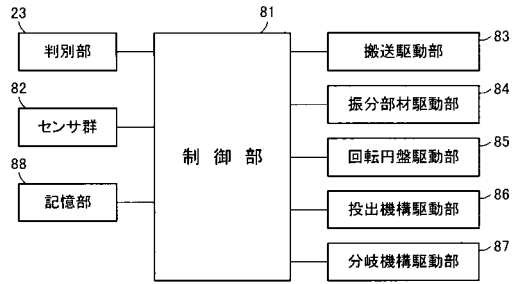 23
判別部
82
センサ群
88
記憶部
81
制御部
83
搬送駆動部
84
振分部材駆動部
85
回転円盤駆動部
86
投出機構駆動部
87
分岐機構駆動部